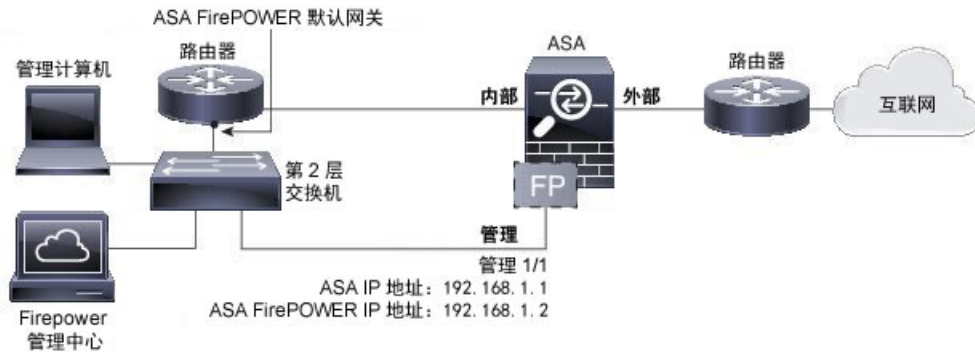 ASA FirePOWER 默认网关
路由器
管理计算机
ASA
路由器
内部
外部
互联网
第 2 层
交换机
FP
管理
管理 1/1
ASA IP 地址：192.168.1.1
ASA FirePOWER IP 地址：192.168.1.2
Firepower
管理中心